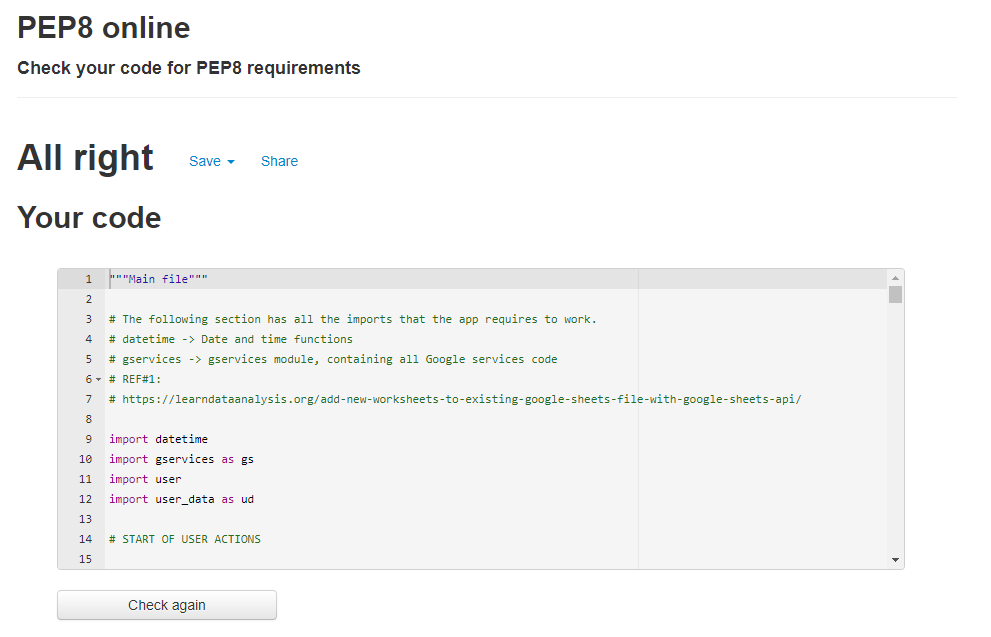 PEP8 online
Check your code for PEP8 requirements
All right Save Share
Your code
1 """Main file"""
2
3 # The following section has all the imports that the app requires to work.
4 # datetime -> Date and time functions
5 # gservices -> gservices module, containing all Google services code
6 # REF#1:
7 # https://learndataanalysis.org/add-new-worksheets-to-existing-google-sheets-file-with-google-sheets-api/
8
9 import datetime
10 import gservices as gs
11 import user
12 import user_data as ud
13
14 # START OF USER ACTIONS
15
Check again